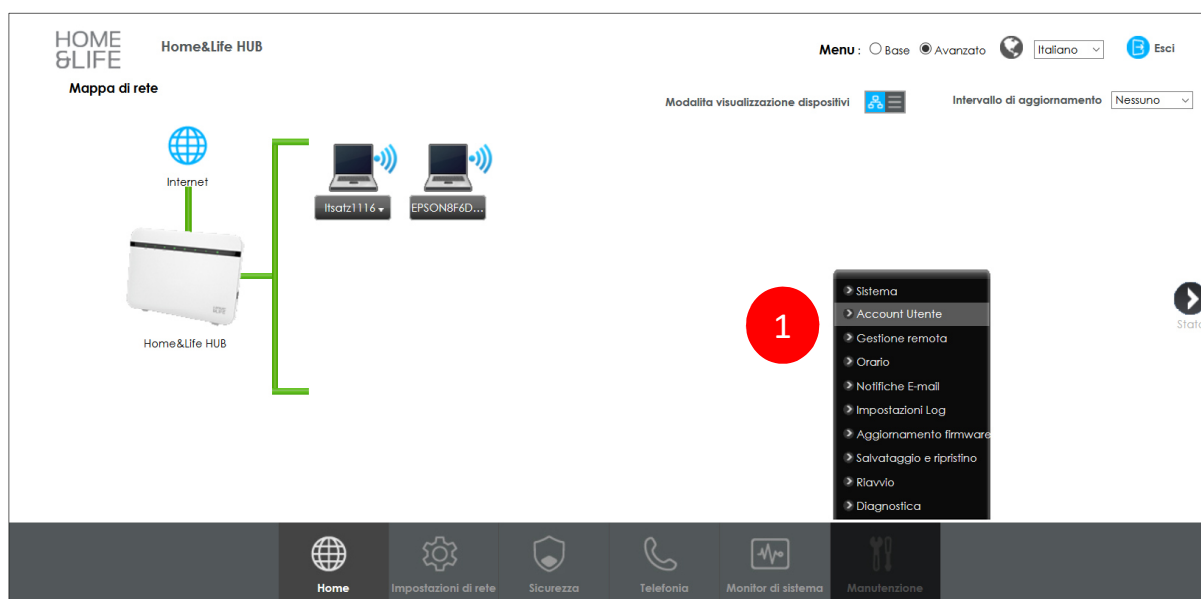 HOME
&LIFE
Home&Life HUB
Menu : Base Avanzato Italiano Esci
Mappa di rete
Modalita visualizzazione dispositivi
Intervallo di aggiornamento Nessuno
Internet
Itsatz1116
EPSON8F6D...
Home&Life HUB
1
Sistema
Account Utente
Gestione remota
Orario
Notifiche E-mail
Impostazioni Log
Aggiornamento firmware
Salvataggio e ripristino
Riavvio
Diagnostica
Stato
Home
Impostazioni di rete
Sicurezza
Telefonia
Monitor di sistema
Manutenzione